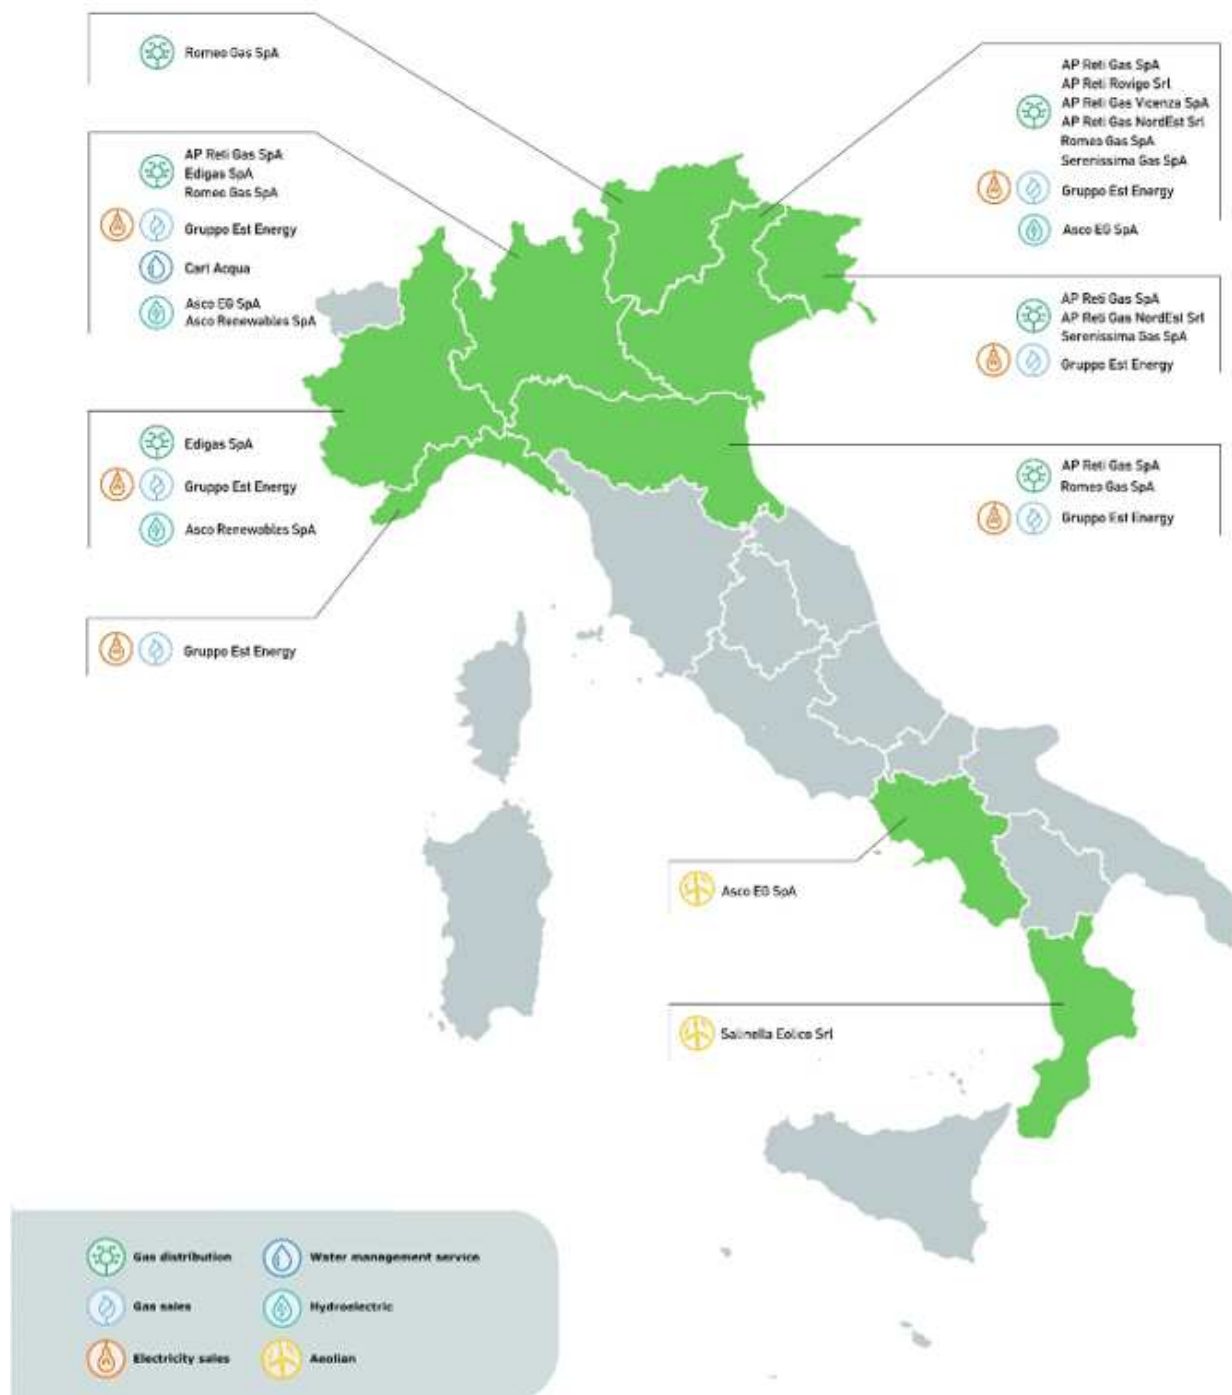 Romeo Gas SpA
AP Reti Gas SpA
Edigas SpA
Romeo Gas SpA
Gruppo Est Energy
Cart Acqua
Asco EG SpA
Asco Renewables SpA
Edigas SpA
Gruppo Est Energy
Asco Renewables SpA
Gruppo Est Energy
AP Reti Gas SpA
AP Reti Rovigo Srl
AP Reti Gas Vicenza SpA
AP Reti Gas NordEst Srl
Romeo Gas SpA
Serenissima Gas SpA
Gruppo Est Energy
Asco EG SpA
AP Reti Gas SpA
AP Reti Gas NordEst Srl
Serenissima Gas SpA
Gruppo Est Energy
AP Reti Gas SpA
Romeo Gas SpA
Gruppo Est Energy
Asco EG SpA
Salinella Eolico Srl
Gas distribution
Water management service
Gas sales
Hydroelectric
Electricity sales
Aeolian